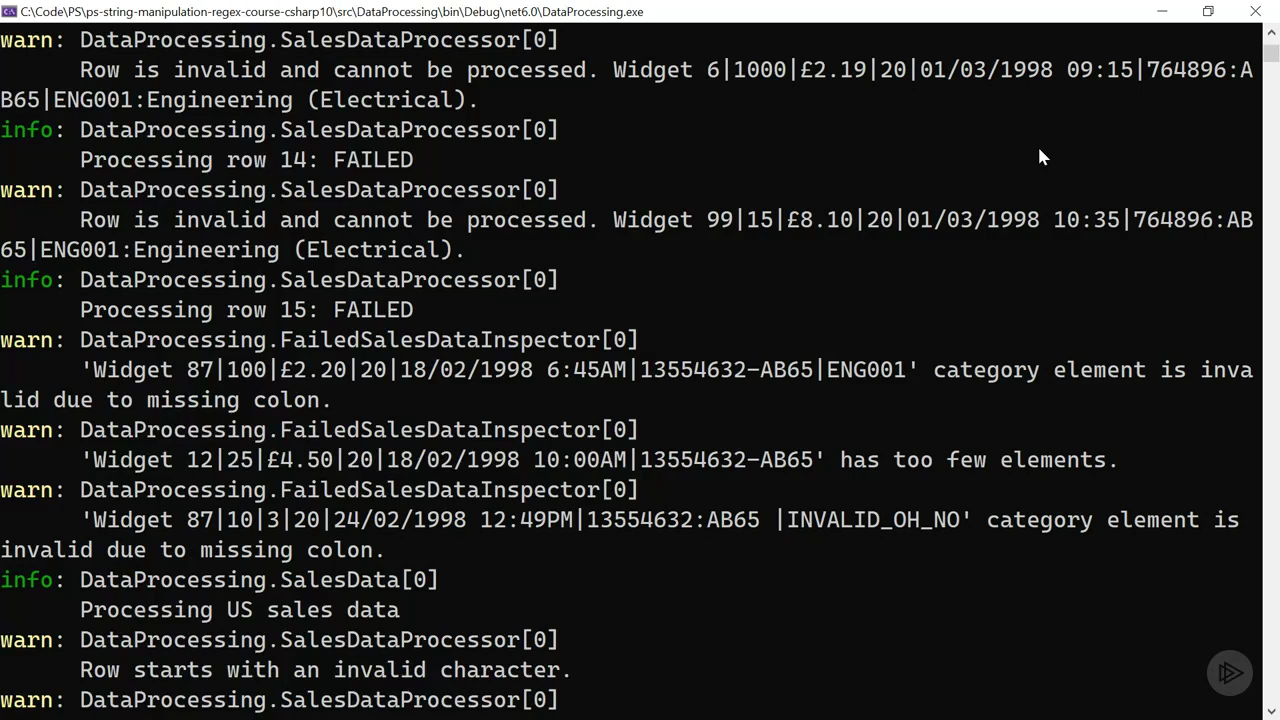 C:\Code\PS\ps-string-manipulation-regex-course-csharp10\src\DataProcessing\bin\Debug\net6.0\DataProcessing.exe
warn: DataProcessing.SalesDataProcessor[0]
Row is invalid and cannot be processed. Widget 6|1000|£2.19|20|01/03/1998 09:15|764896:A
B65|ENG001:Engineering (Electrical).
info: DataProcessing.SalesDataProcessor[0]
Processing row 14: FAILED
warn: DataProcessing.SalesDataProcessor[0]
Row is invalid and cannot be processed. Widget 99|15|£8.10|20|01/03/1998 10:35|764896:AB
65|ENG001:Engineering (Electrical).
info: DataProcessing.SalesDataProcessor[0]
Processing row 15: FAILED
warn: DataProcessing.FailedSalesDataInspector[0]
'Widget 87|100|£2.20|20|18/02/1998 6:45AM|13554632-AB65|ENG001' category element is inva
lid due to missing colon.
warn: DataProcessing.FailedSalesDataInspector[0]
'Widget 12|25|£4.50|20|18/02/1998 10:00AM|13554632-AB65' has too few elements.
warn: DataProcessing.FailedSalesDataInspector[0]
'Widget 87|10|3|20|24/02/1998 12:49PM|13554632:AB65 |INVALID_OH_NO' category element is
invalid due to missing colon.
info: DataProcessing.SalesData[0]
Processing US sales data
warn: DataProcessing.SalesDataProcessor[0]
Row starts with an invalid character.
warn: DataProcessing.SalesDataProcessor[0]